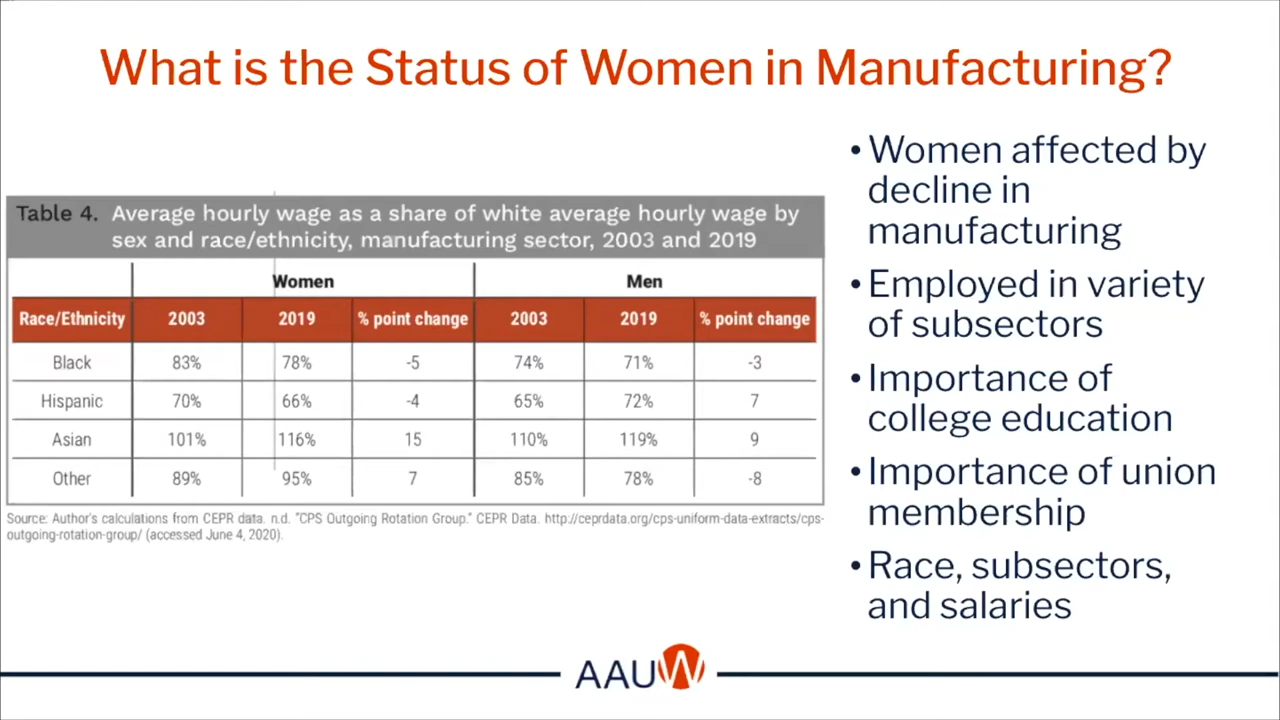 What is the Status of Women in Manufacturing?
Table 4. Average hourly wage as a share of white average hourly wage by
sex and race/ethnicity, manufacturing sector, 2003 and 2019
Women Men
Race/Ethnicity 2003 2019 % point change 2003 2019 % point change
Black 83% 78% -5 74% 71% -3
Hispanic 70% 66% -4 65% 72% 7
Asian 101% 116% 15 110% 119% 9
Other 89% 95% 7 85% 78% -8
Source: Author's calculations from CEPR data. n.d. "CPS Outgoing Rotation Group." CEPR Data. http://ceprdata.org/cps-uniform-data-extracts/cps-
outgoing-rotation-group/ (accessed June 4, 2020).
• Women affected by
decline in
manufacturing
• Employed in variety
of subsectors
• Importance of
college education
• Importance of union
membership
• Race, subsectors,
and salaries
AAUW